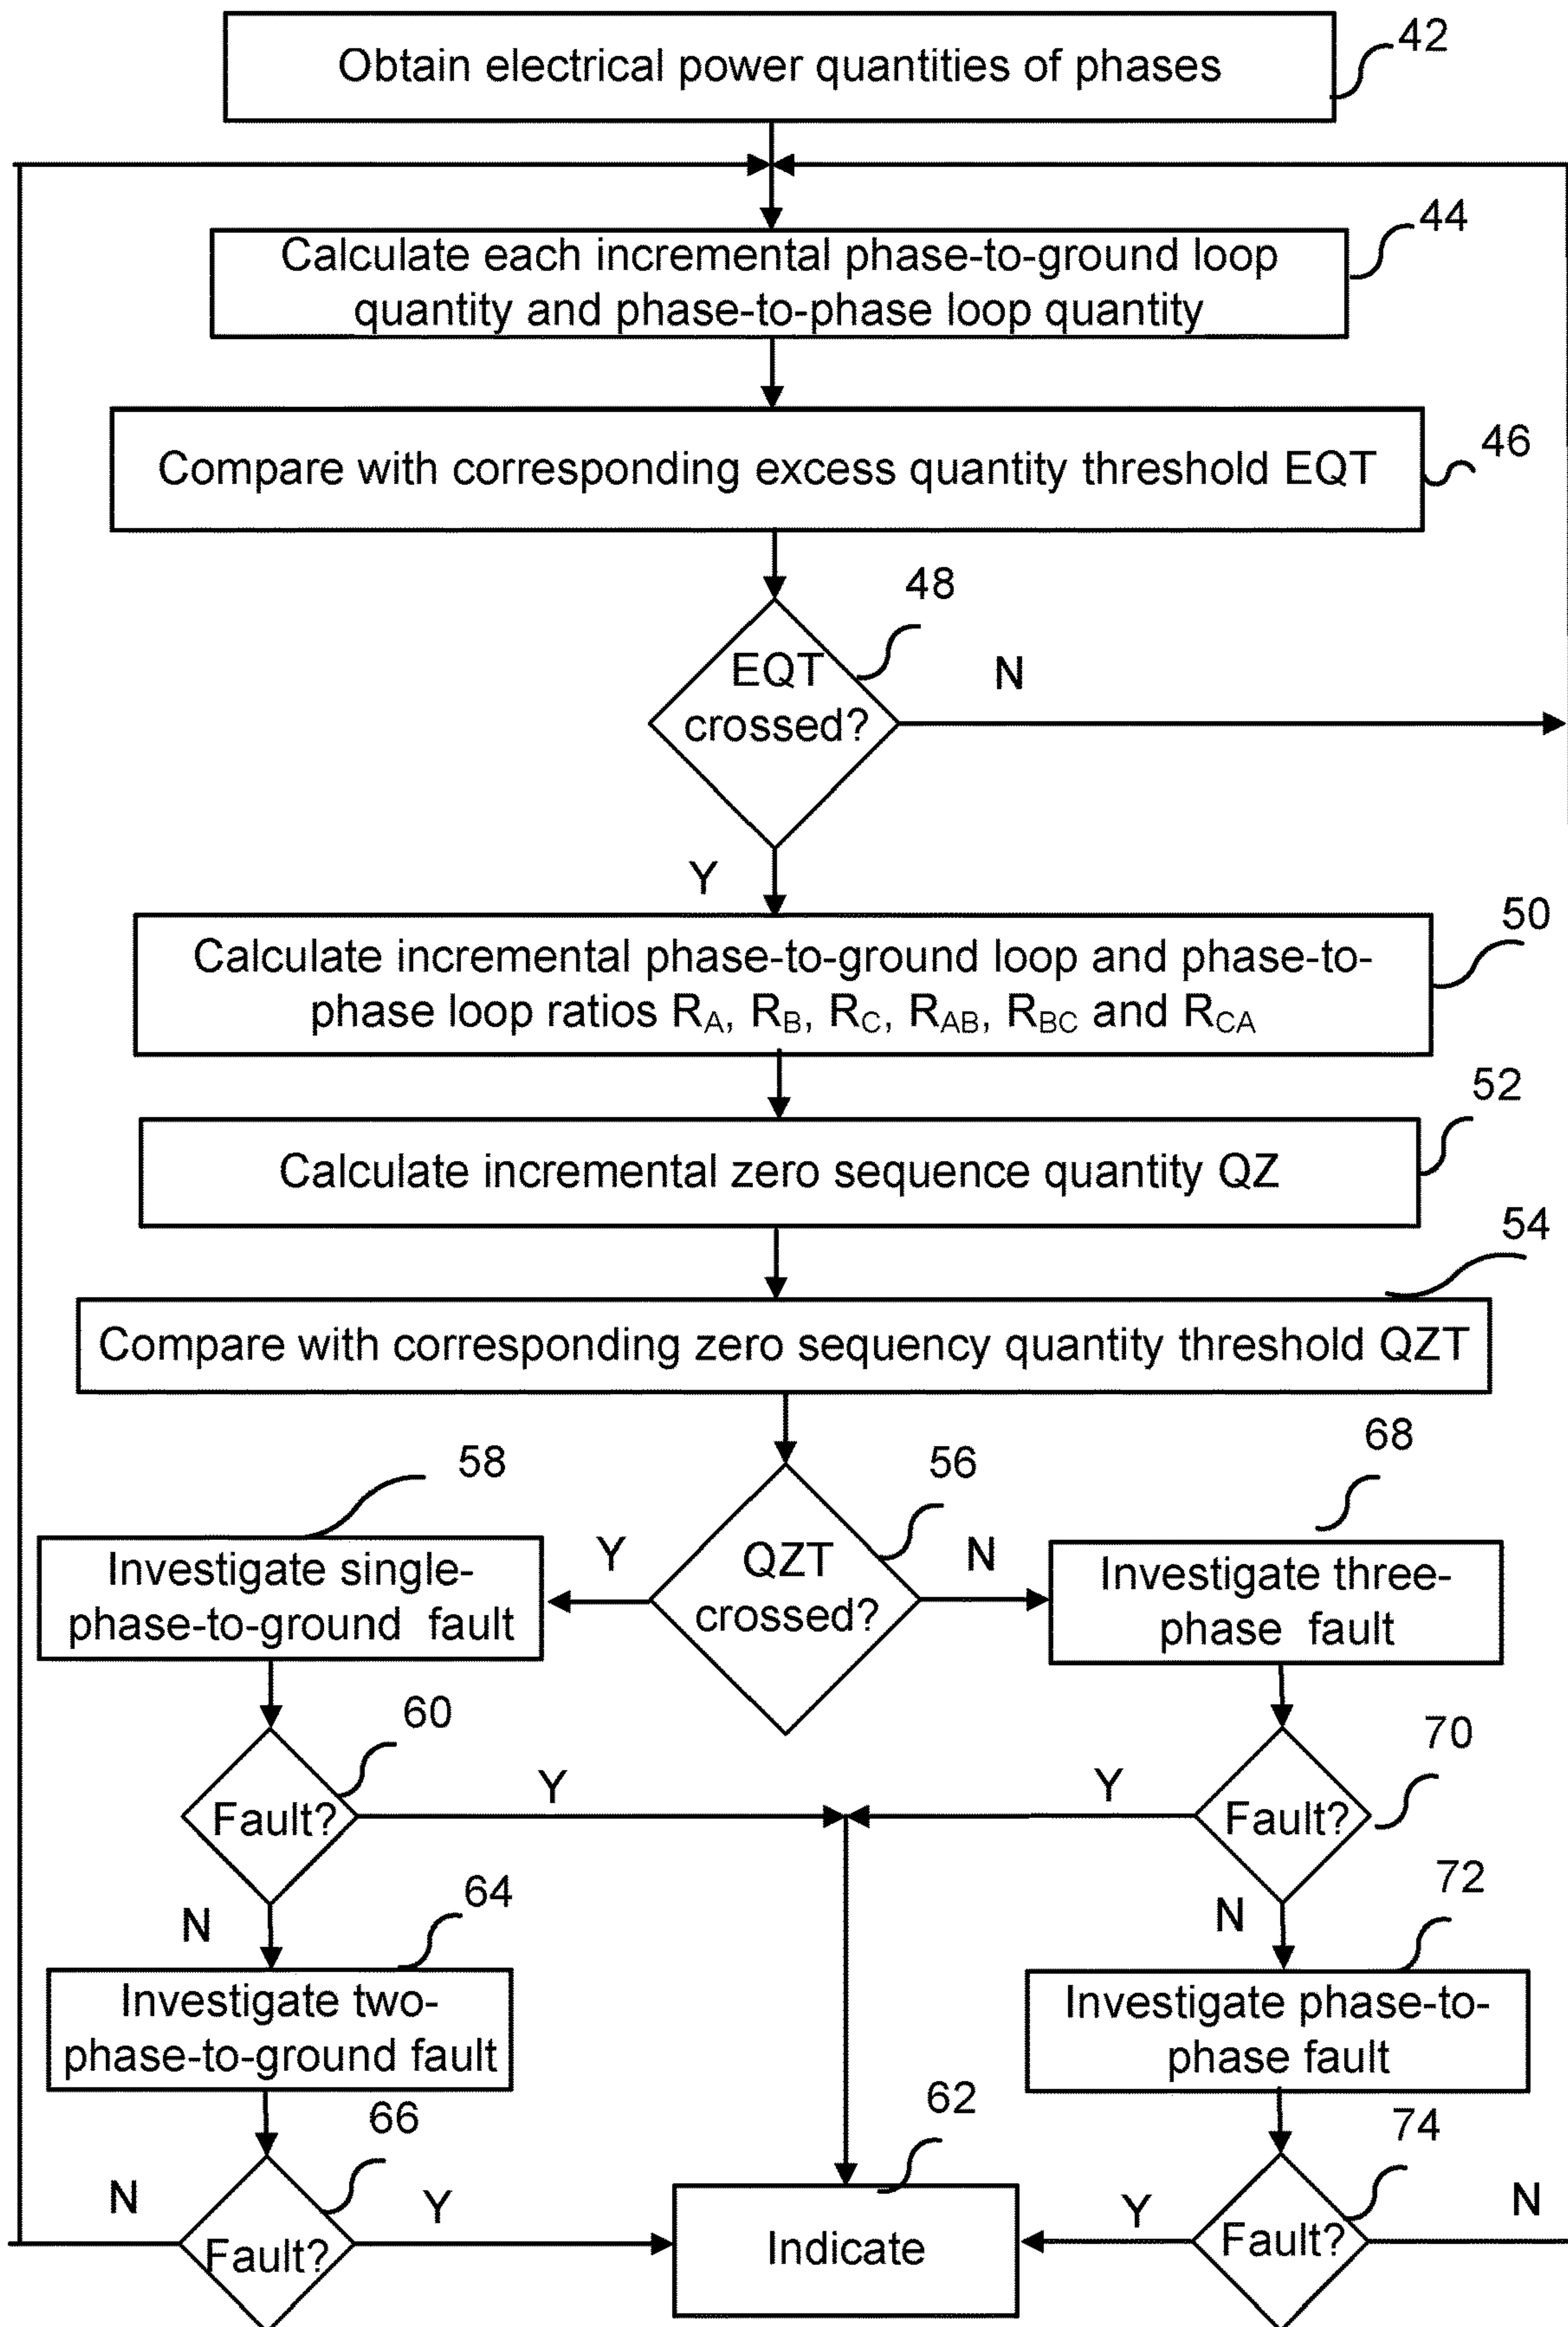 Obtain electrical power quantities of phases
42
Calculate each incremental phase-to-ground loop
quantity and phase-to-phase loop quantity
44
Compare with corresponding excess quantity threshold EQT
46
48
EQT
crossed?
N
Y
Calculate incremental phase-to-ground loop and phase-to-
phase loop ratios RA, RB, RC, RAB, RBC and RCA
50
Calculate incremental zero sequence quantity QZ
52
54
Compare with corresponding zero sequency quantity threshold QZT
58
56
68
Investigate single-
phase-to-ground fault
Y
QZT
crossed?
N
Investigate three-
phase fault
60
70
Fault?
Y
Y
Fault?
64
72
N
N
Investigate two-
phase-to-ground fault
Investigate phase-to-
phase fault
66
62
74
N
Fault?
Y
Indicate
Y
Fault?
N